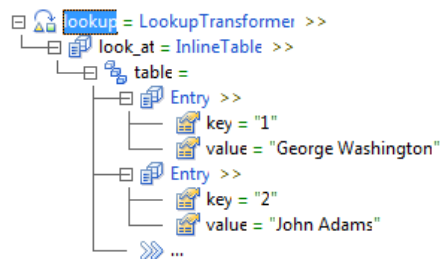 lookup = LookupTransformer >>
look_at = InlineTable >>
table =
Entry >>
key = "1"
value = "George Washington"
Entry >>
key = "2"
value = "John Adams"
...